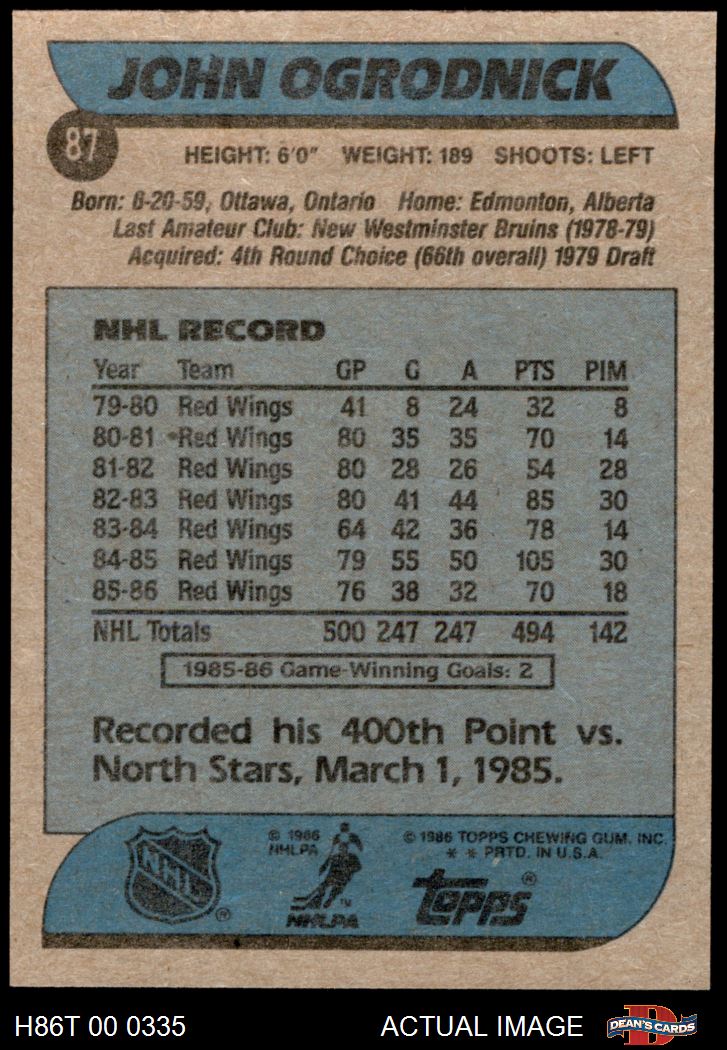 JOHN OGRODNICK
87
HEIGHT: 6'0" WEIGHT: 189 SHOOTS: LEFT
Born: 6-20-59, Ottawa, Ontario Home: Edmonton, Alberta
Last Amateur Club: New Westminster Bruins (1978-79)
Acquired: 4th Round Choice (66th overall) 1979 Draft
NHL RECORD
Year Team GP G A PTS PIM
79-80 Red Wings 41 8 24 32 8
80-81 Red Wings 80 35 35 70 14
81-82 Red Wings 80 28 26 54 28
82-83 Red Wings 80 41 44 85 30
83-84 Red Wings 64 42 36 78 14
84-85 Red Wings 79 55 50 105 30
85-86 Red Wings 76 38 32 70 18
NHL Totals 500 247 247 494 142
1985-86 Game-Winning Goals: 2
Recorded his 400th Point vs.
North Stars, March 1, 1985.
NHL ®
© 1986
NHLPA
™
NHLPA
© 1986 TOPPS CHEWING GUM, INC.
* * PRTD. IN U.S.A.
topps ®
H86T 00 0335 ACTUAL IMAGE
D
DEAN'S CARDS